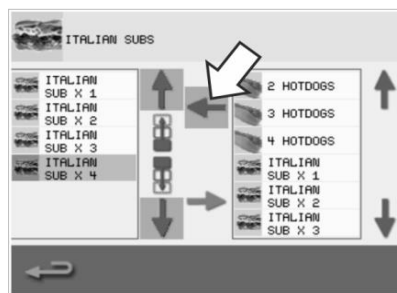 ITALIAN SUBS
ITALIAN
SUB X 1
ITALIAN
SUB X 2
ITALIAN
SUB X 3
ITALIAN
SUB X 4
2 HOTDOGS
3 HOTDOGS
4 HOTDOGS
ITALIAN
SUB X 1
ITALIAN
SUB X 2
ITALIAN
SUB X 3